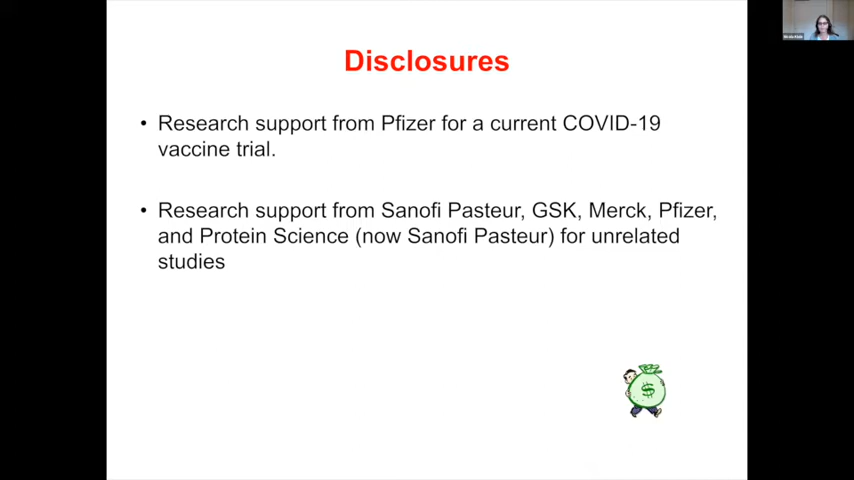 Disclosures
• Research support from Pfizer for a current COVID-19
vaccine trial.
• Research support from Sanofi Pasteur, GSK, Merck, Pfizer,
and Protein Science (now Sanofi Pasteur) for unrelated
studies
$